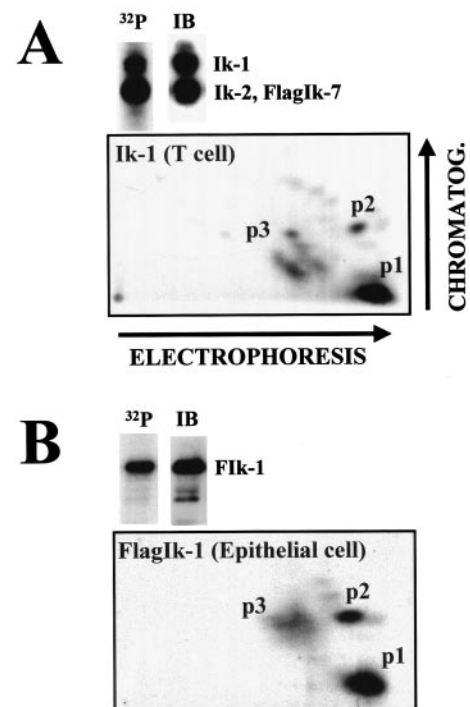 A
32P IB
Ik-1
Ik-2, FlagIk-7
Ik-1 (T cell)
p2
p3
p1
CHROMATOG.
ELECTROPHORESIS
B
32P IB
FIk-1
FlagIk-1 (Epithelial cell)
p3 p2
p1